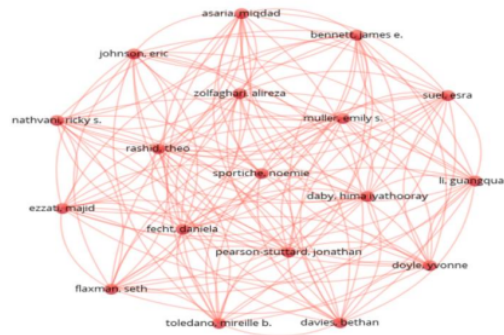 asaria, miqdad
bennett, james e.
johnson, eric
zolfaghari, alireza
suel, esra
nathvani, ricky s.
muller, emily s.
rashid, theo
sportiche, noemie
li, guangqua
daby, hima iyathooray
ezzati, majid
fecht, daniela
pearson-stuttard, jonathan
doyle, yvonne
flaxman, seth
toledano, mireille b.
davies, bethan